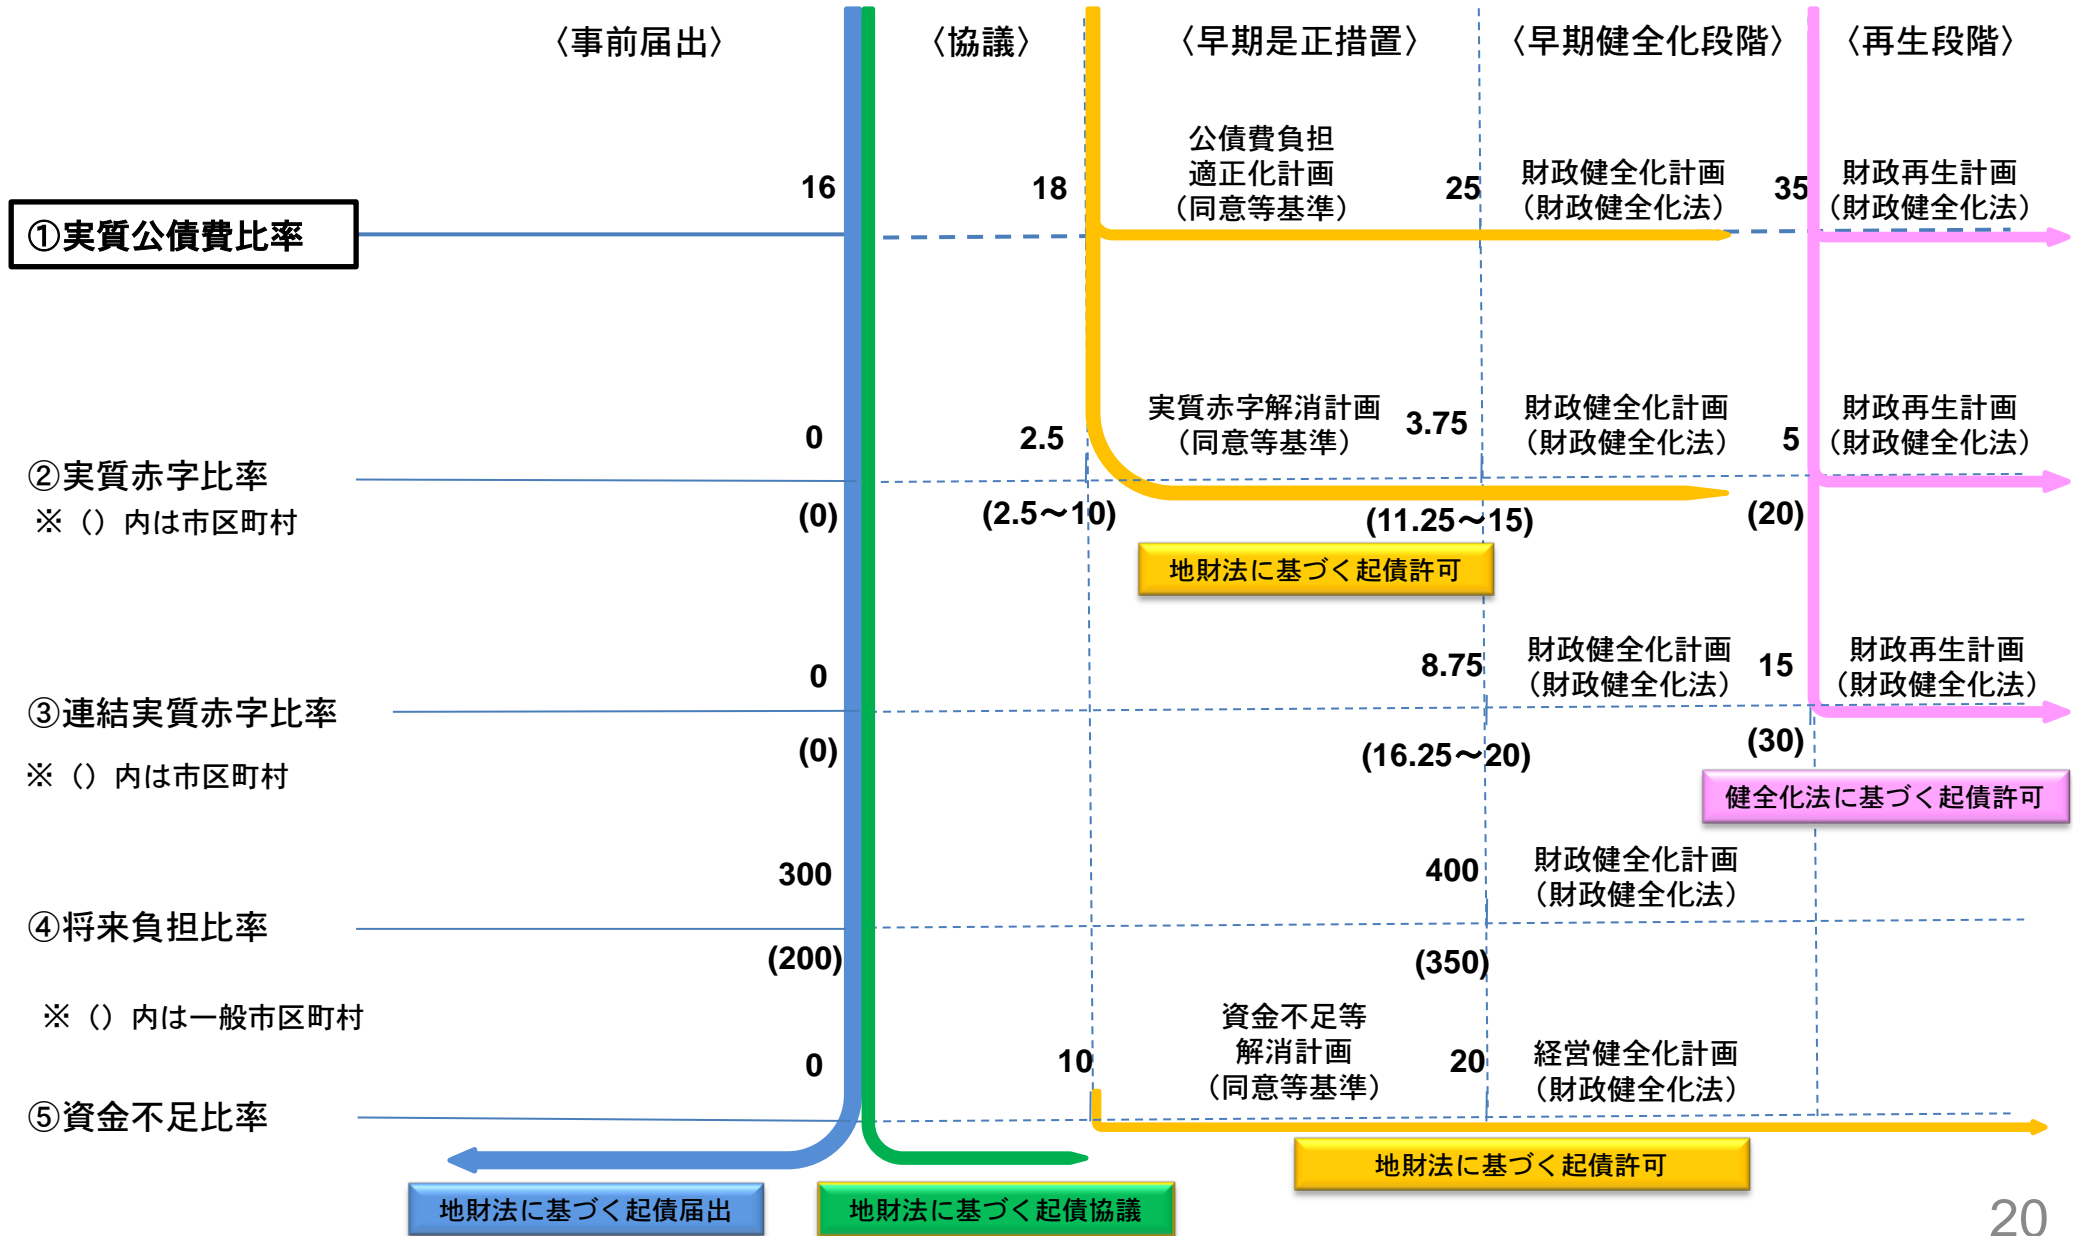 〈事前届出〉
〈協議〉
〈早期是正措置〉
〈早期健全化段階〉
〈再生段階〉
①実質公債費比率
16
18
公債費負担
適正化計画
（同意等基準）
25
財政健全化計画
（財政健全化法）
35
財政再生計画
（財政健全化法）
②実質赤字比率
※（）内は市区町村
0
(0)
2.5
(2.5～10)
実質赤字解消計画
（同意等基準）
3.75
(11.25～15)
財政健全化計画
（財政健全化法）
5
(20)
財政再生計画
（財政健全化法）
地財法に基づく起債許可
③連結実質赤字比率
※（）内は市区町村
0
(0)
8.75
(16.25～20)
財政健全化計画
（財政健全化法）
15
(30)
財政再生計画
（財政健全化法）
健全化法に基づく起債許可
④将来負担比率
※（）内は一般市区町村
300
(200)
400
(350)
財政健全化計画
（財政健全化法）
⑤資金不足比率
0
10
資金不足等
解消計画
（同意等基準）
20
経営健全化計画
（財政健全化法）
地財法に基づく起債許可
地財法に基づく起債届出
地財法に基づく起債協議
20